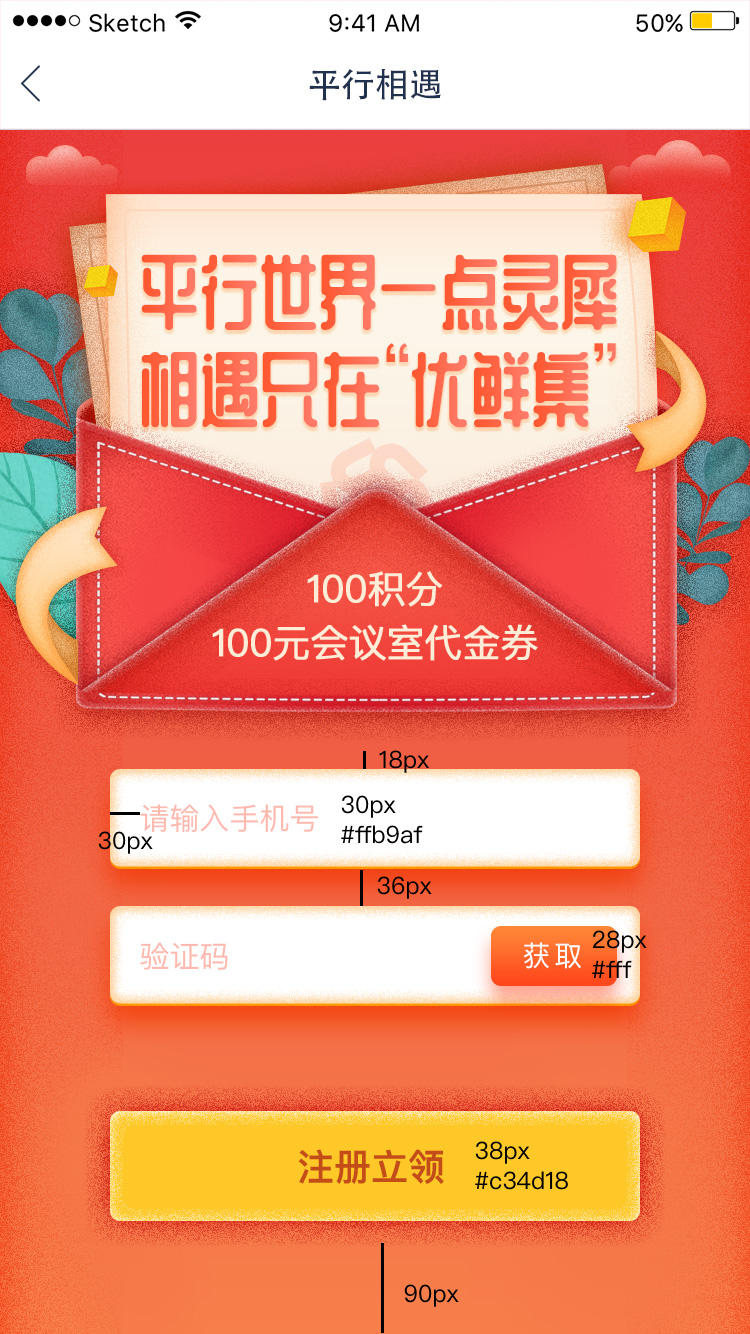 Sketch 9:41 AM 50%
平行相遇
平行世界一点灵犀
相遇只在“优鲜集”
100积分
100元会议室代金券
18px
请输入手机号
30px
#ffb9af
30px
36px
验证码
获取
28px
#fff
注册立领
38px
#c34d18
90px